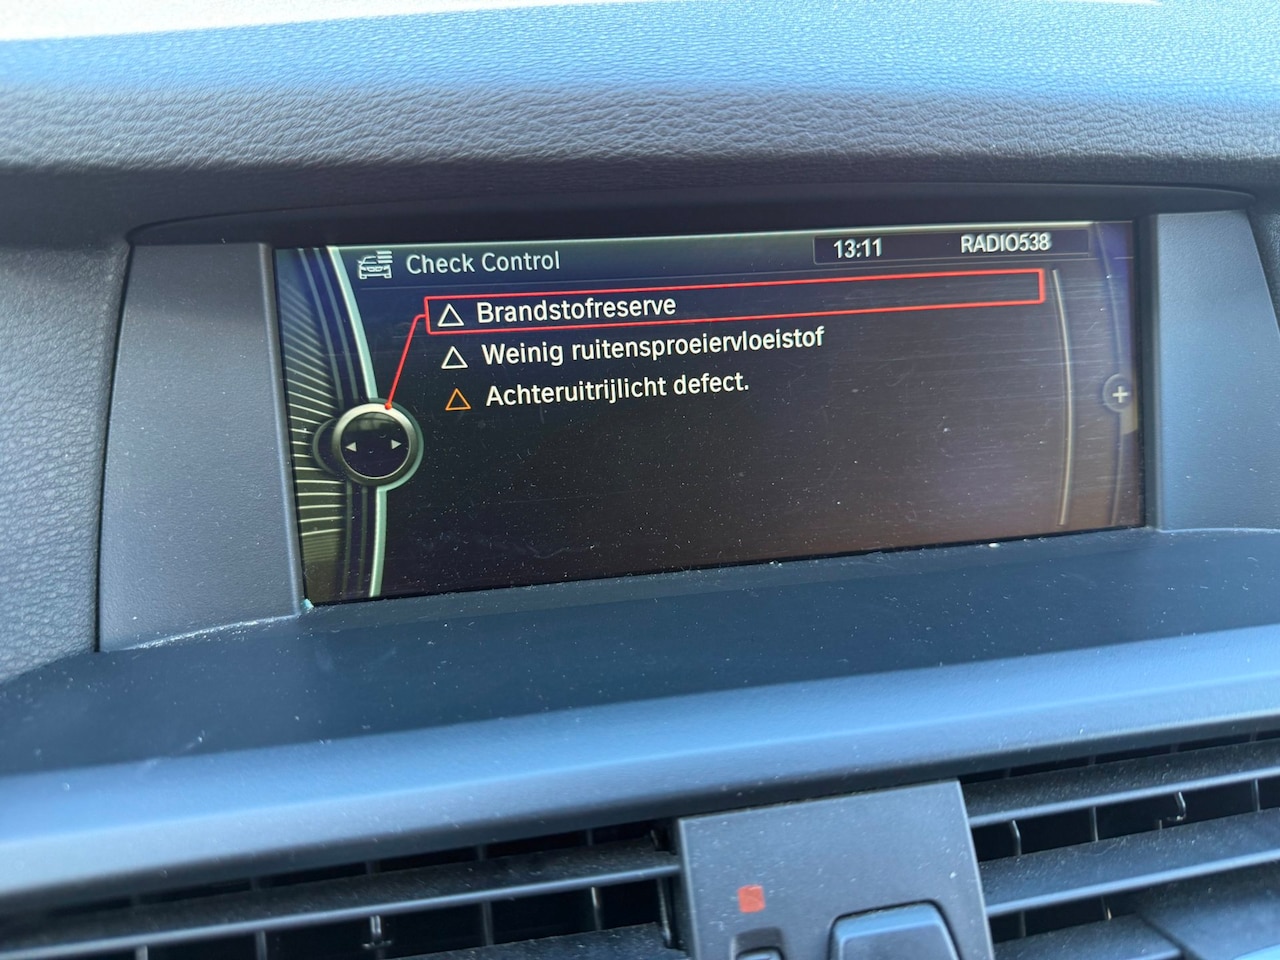 Check Control
13:11 RADIO538
Brandstofreserve
Weinig ruitensproeiervloeistof
Achteruitrijlicht defect.
+